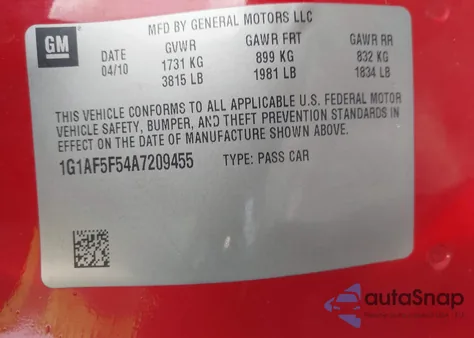 MFD BY GENERAL MOTORS LLC
GM
DATE GVWR GAWR FRT GAWR RR
04/10 1731 KG 899 KG 832 KG
3815 LB 1981 LB 1834 LB
THIS VEHICLE CONFORMS TO ALL APPLICABLE U.S. FEDERAL MOTOR
VEHICLE SAFETY, BUMPER, AND THEFT PREVENTION STANDARDS IN
EFFECT ON THE DATE OF MANUFACTURE SHOWN ABOVE.
1G1AF5F54A7209455 TYPE: PASS CAR
autoSnap